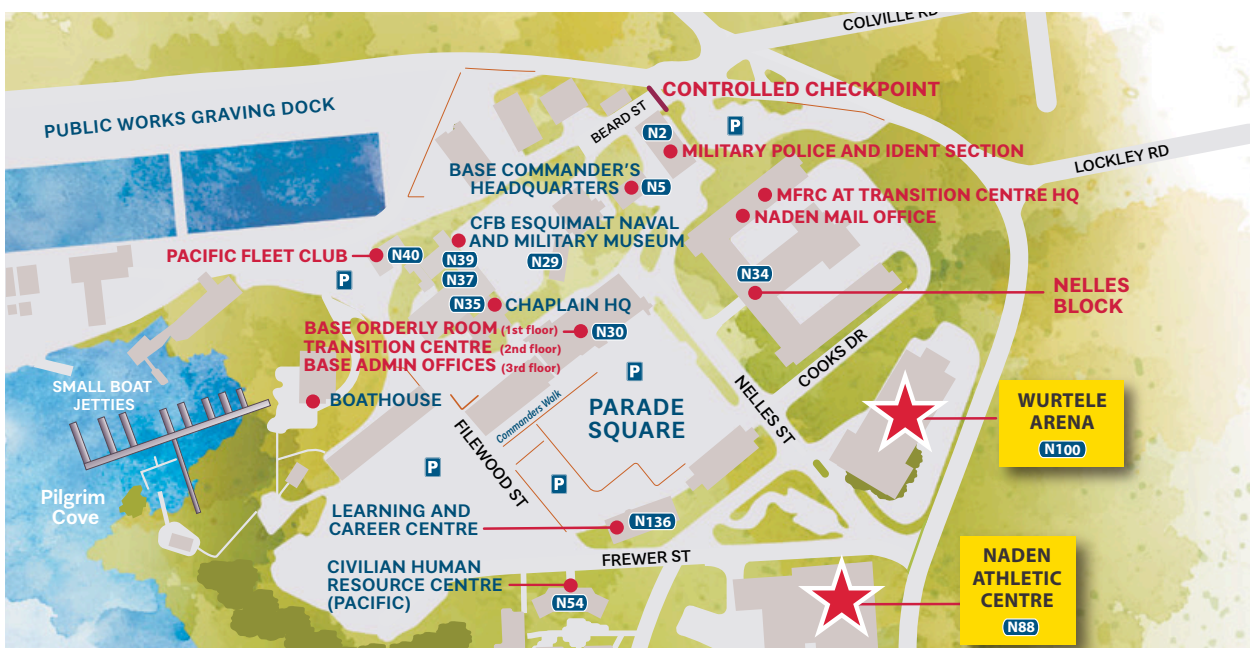 COLVILLE RD
PUBLIC WORKS GRAVING DOCK
CONTROLLED CHECKPOINT
BEARD ST
P
N2
MILITARY POLICE AND IDENT SECTION
LOCKLEY RD
BASE COMMANDER'S
HEADQUARTERS
N5
MFRC AT TRANSITION CENTRE HQ
NADEN MAIL OFFICE
CFB ESQUIMALT NAVAL
AND MILITARY MUSEUM
PACIFIC FLEET CLUB
N40
N39
N29
N37
P
N34
NELLES
BLOCK
N35
CHAPLAIN HQ
BASE ORDERLY ROOM (1st floor)
TRANSITION CENTRE (2nd floor)
BASE ADMIN OFFICES (3rd floor)
N30
P
COOKS DR
NELLES ST
SMALL BOAT
JETTIES
BOATHOUSE
Commanders Walk
PARADE
SQUARE
WURTELE
ARENA
N100
FILEWOOD ST
P
P
Pilgrim
Cove
LEARNING AND
CAREER CENTRE
N136
FREWER ST
CIVILIAN HUMAN
RESOURCE CENTRE
(PACIFIC)
N54
NADEN
ATHLETIC
CENTRE
N88